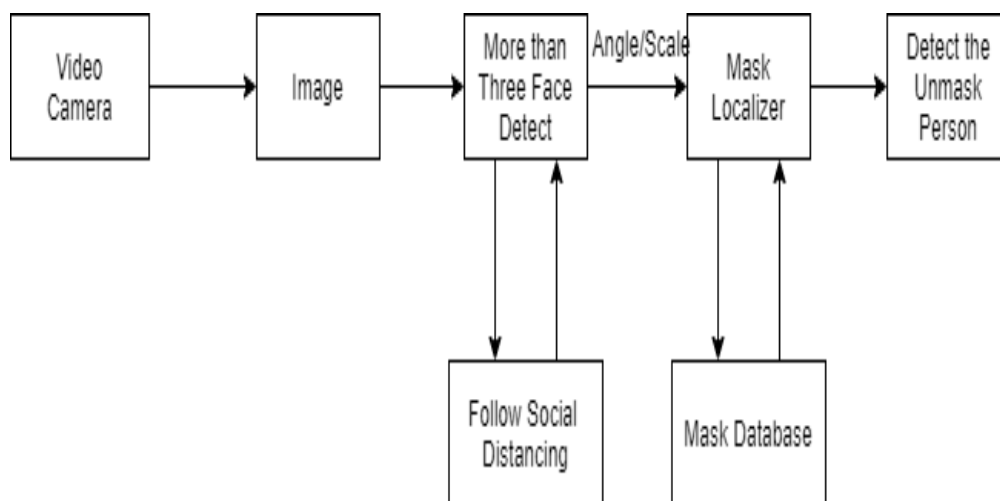 Video
Camera
Image
More than
Three Face
Detect
Angle/Scale
Mask
Localizer
Detect the
Unmask
Person
Follow Social
Distancing
Mask Database